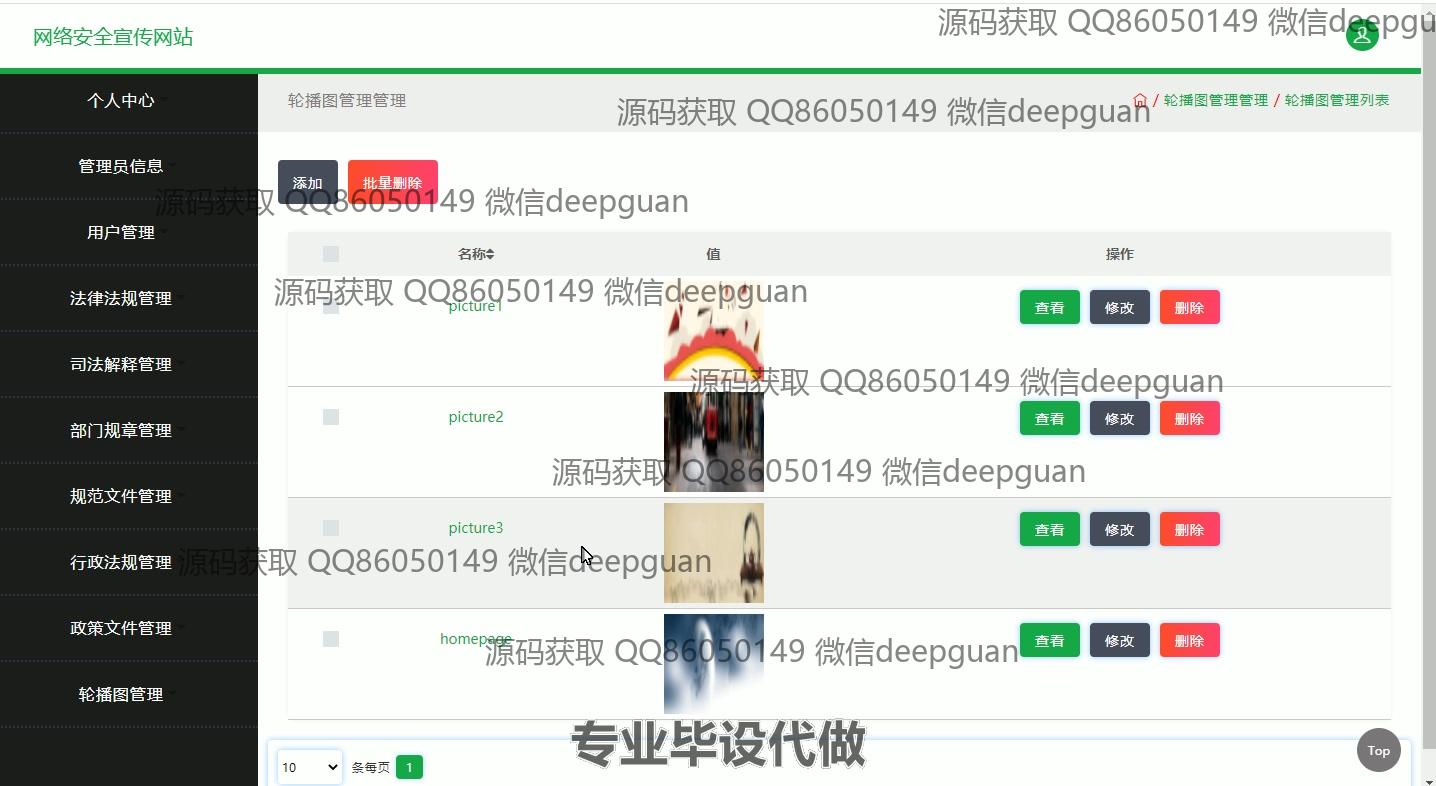 源码获取 QQ86050149 微信deepgu
网络安全宣传网站
个人中心
轮播图管理管理
/ 轮播图管理管理 / 轮播图管理列表
源码获取 QQ86050149 微信deepguan
管理员信息
添加 批量删除
源码获取 QQ86050149 微信deepguan
用户管理
名称 值 操作
法律法规管理
源码获取 QQ86050149 微信deepguan
picture1 查看 修改 删除
司法解释管理
源码获取 QQ86050149 微信deepguan
picture2 查看 修改 删除
部门规章管理
源码获取 QQ86050149 微信deepguan
规范文件管理
picture3 查看 修改 删除
行政法规管理
源码获取 QQ86050149 微信deepguan
政策文件管理
homepage 查看 修改 删除
源码获取 QQ86050149 微信deepguan
轮播图管理
专业毕设代做
Top
10 条每页 1